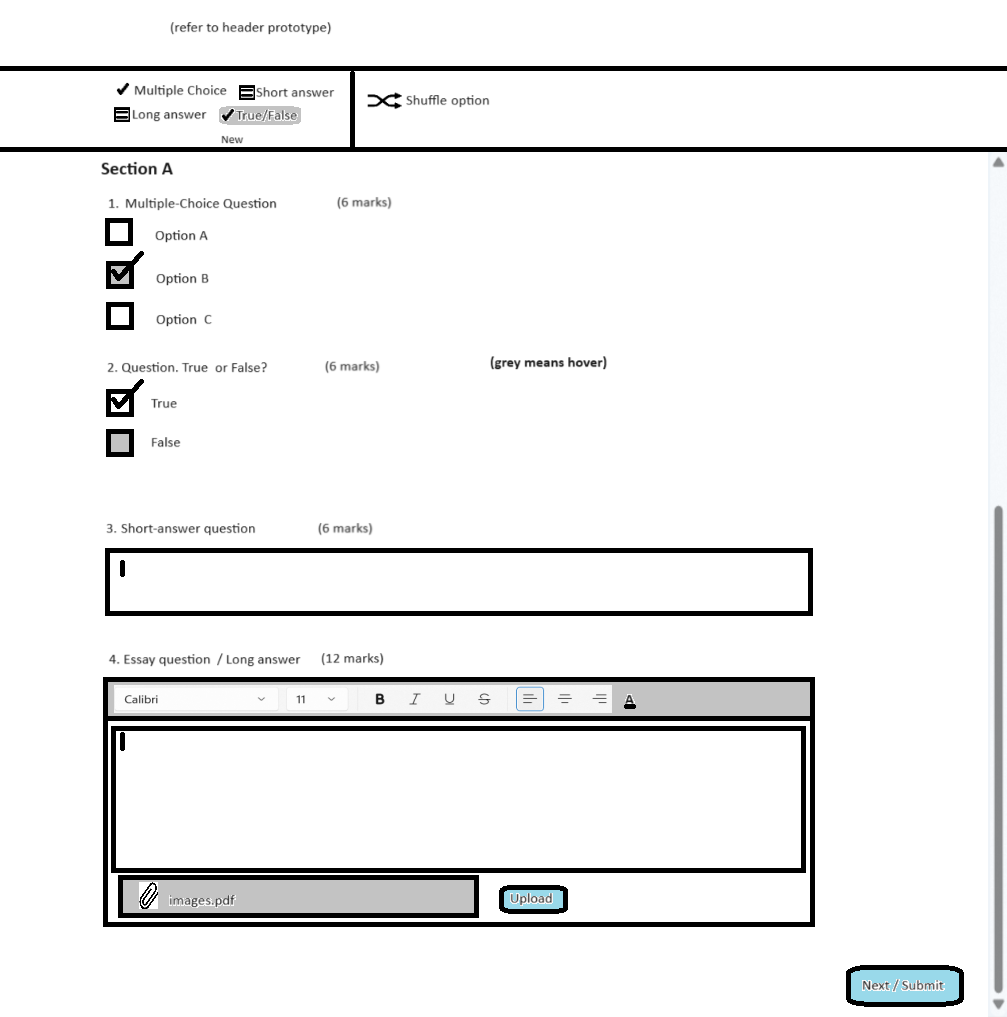 (refer to header prototype)
Multiple Choice Short answer
Long answer True/False
New
Shuffle option
Section A
1. Multiple-Choice Question (6 marks)
Option A
Option B
Option C
2. Question. True or False? (6 marks) (grey means hover)
True
False
3. Short-answer question (6 marks)
4. Essay question / Long answer (12 marks)
Calibri 11 B I U S A
images.pdf Upload
Next / Submit